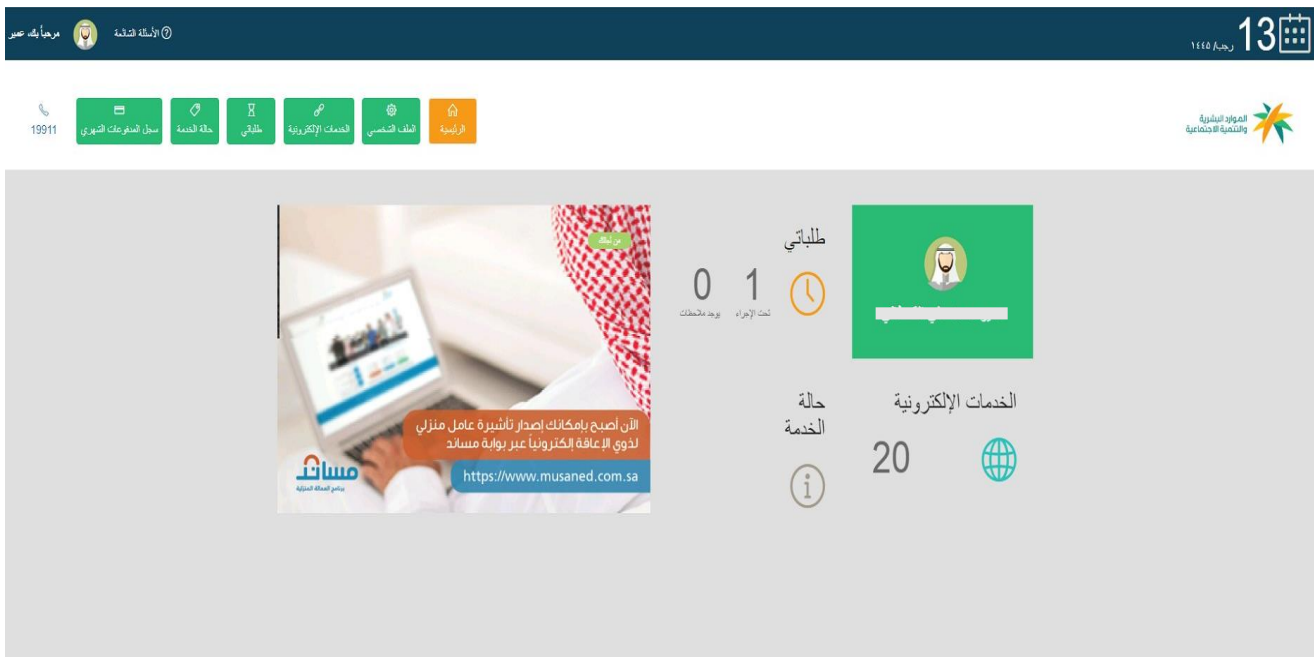 13
رجب/ ١٤٤٥
الأسئلة الشائعة
مرحباً بك، عمير
الموارد البشرية
والتنمية الاجتماعية
الرئيسية
الملف الشخصي
الخدمات الإلكترونية
طلباتي
حالة الخدمة
سجل المدفوعات الشهري
19911
طلباتي
1
تحت الإجراء
0
يوجد ملاحظات
الخدمات الإلكترونية
20
حالة
الخدمة
من أجلك
الآن أصبح بإمكانك إصدار تأشيرة عامل منزلي
لذوي الإعاقة إلكترونياً عبر بوابة مساند
https://www.musaned.com.sa
مساند
برنامج العمالة المنزلية